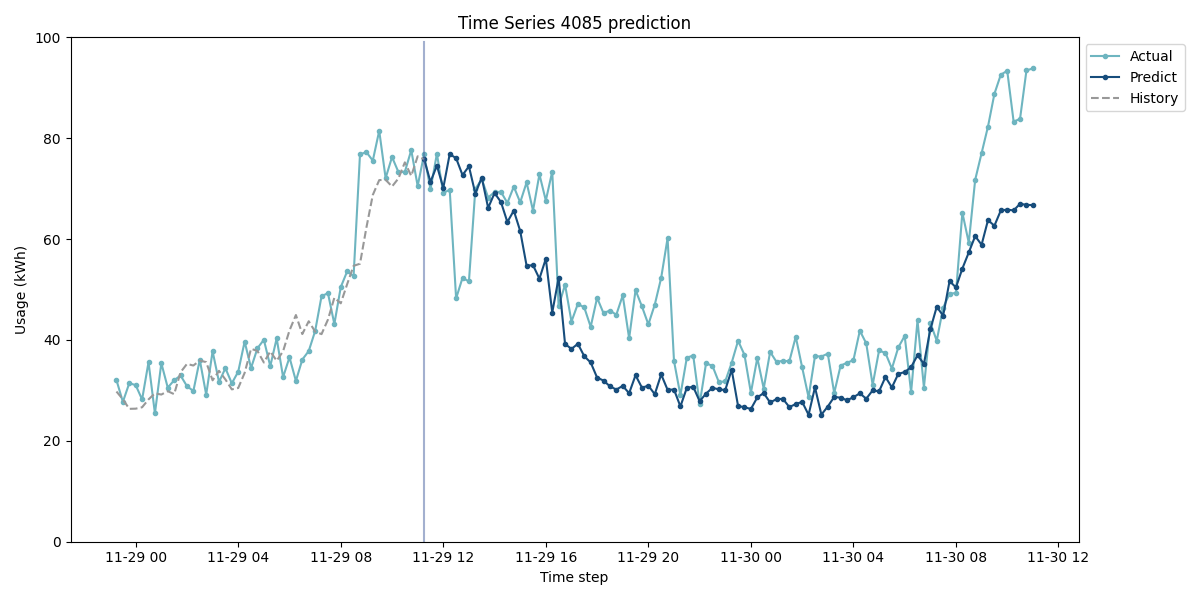 Time Series 4085 prediction
Usage (kWh)
100
80
60
40
20
0
11-29 00
11-29 04
11-29 08
11-29 12
11-29 16
11-29 20
11-30 00
11-30 04
11-30 08
11-30 12
Time step
Actual
Predict
History